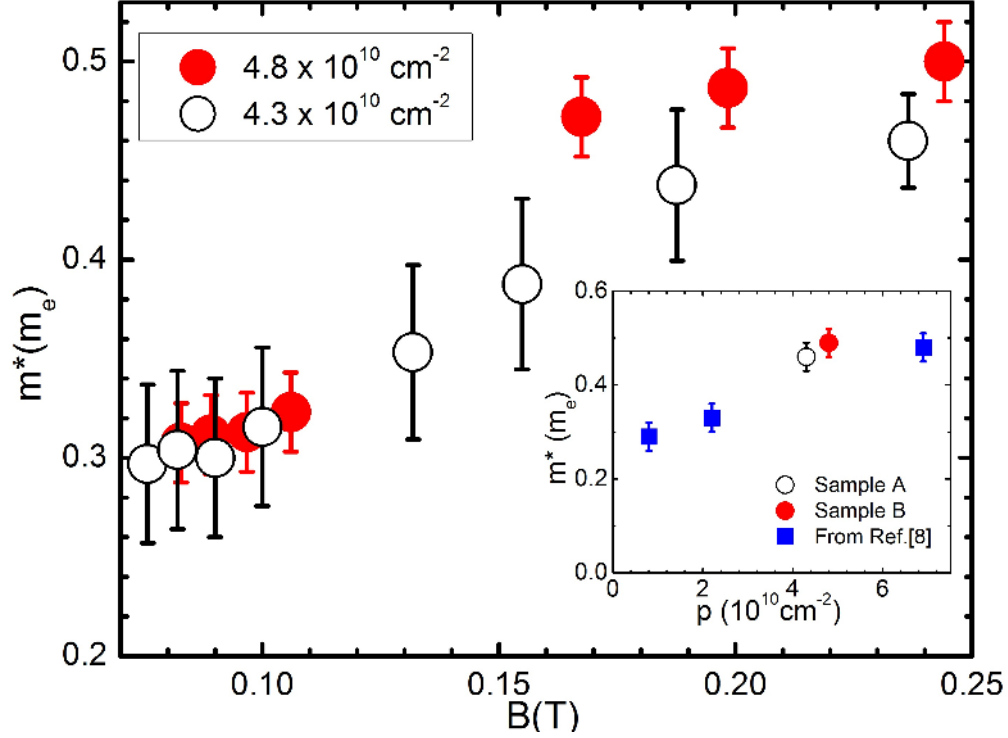 4.8 x 10¹⁰ cm⁻²
4.3 x 10¹⁰ cm⁻²
0.5
0.4
0.3
0.2
m*(mₑ)
0.10
0.15
0.20
0.25
B(T)
0.6
0.4
0.2
0.0
m* (mₑ)
Sample A
Sample B
From Ref.[8]
0
2
4
6
p (10¹⁰cm⁻²)